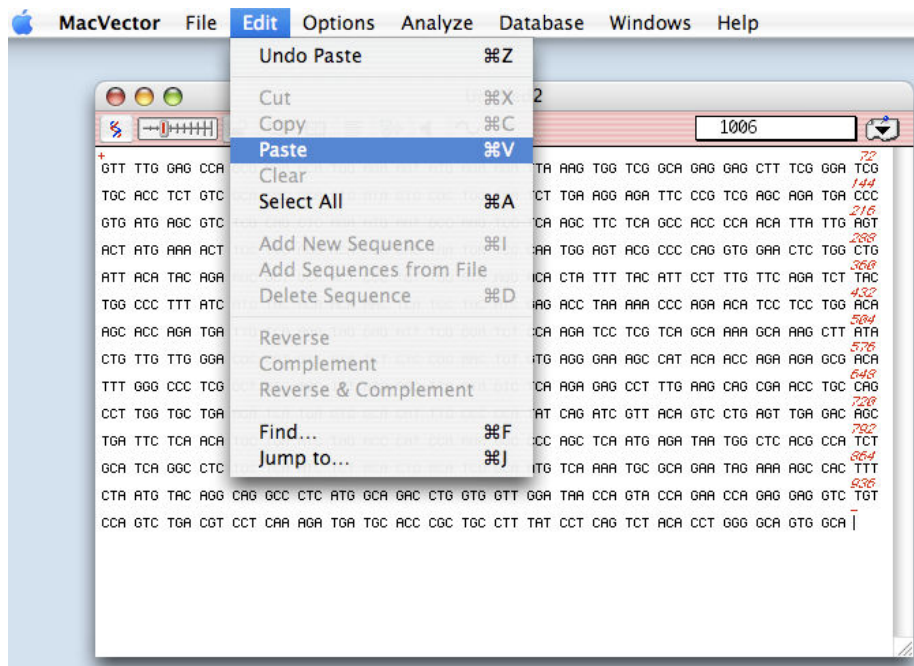 MacVector File Edit Options Analyze Database Windows Help
Undo Paste ⌘Z
Cut ⌘X
Copy ⌘C
Paste ⌘V
Clear
Select All ⌘A
Add New Sequence ⌘I
Add Sequences from File
Delete Sequence ⌘D
Reverse
Complement
Reverse & Complement
Find... ⌘F
Jump to... ⌘J
2
1006
72
GTT TTG GAG CCA TA AAG TGG TCG GCA GAG GAG CTT TCG GGA TCG
144
TGC ACC TCT GTC CT TGA AGG AGA TTC CCG TCG AGC AGA TGA CCC
216
GTG ATG AGC GTC CA AGC TTC TCA GCC ACC CCA ACA TTA TTG AGT
288
ACT ATG AAA ACT AA TGG AGT ACG CCC CAG GTG GAA CTC TGG CTG
360
ATT ACA TAC AGA CA CTA TTT TAC ATT CCT TTG TTC AGA TCT TAC
432
TGG CCC TTT ATC AG ACC TAA AAA CCC AGA ACA TCC TCC TGG ACA
504
AGC ACC AGA TGA CA AGA TCC TCG TCA GCA AAA GCA AAG CTT ATA
576
CTG TTG TTG GGA TG AGG GAA AGC CAT ACA ACC AGA AGA GCG ACA
648
TTT GGG CCC TCG CA AGA GAG CCT TTG AAG CAG CGA ACC TGC CAG
720
CCT TGG TGC TGA AT CAG ATC GTT ACA GTC CTG AGT TGA GAC AGC
792
TGA TTC TCA ACA CC AGC TCA ATG AGA TAA TGG CTC ACG CCA TCT
864
GCA TCA GGC CTC TG TCA AAA TGC GCA GAA TAG AAA AGC CAC TTT
936
CTA ATG TAC AGG CAG GCC CTC ATG GCA GAC CTG GTG GTT GGA TAA CCA GTA CCA GAA CCA GAG GAG GTC TGT
CCA GTC TGA CGT CCT CAA AGA TGA TGC ACC CGC TGC CTT TAT CCT CAG TCT ACA CCT GGG GCA GTG GCA